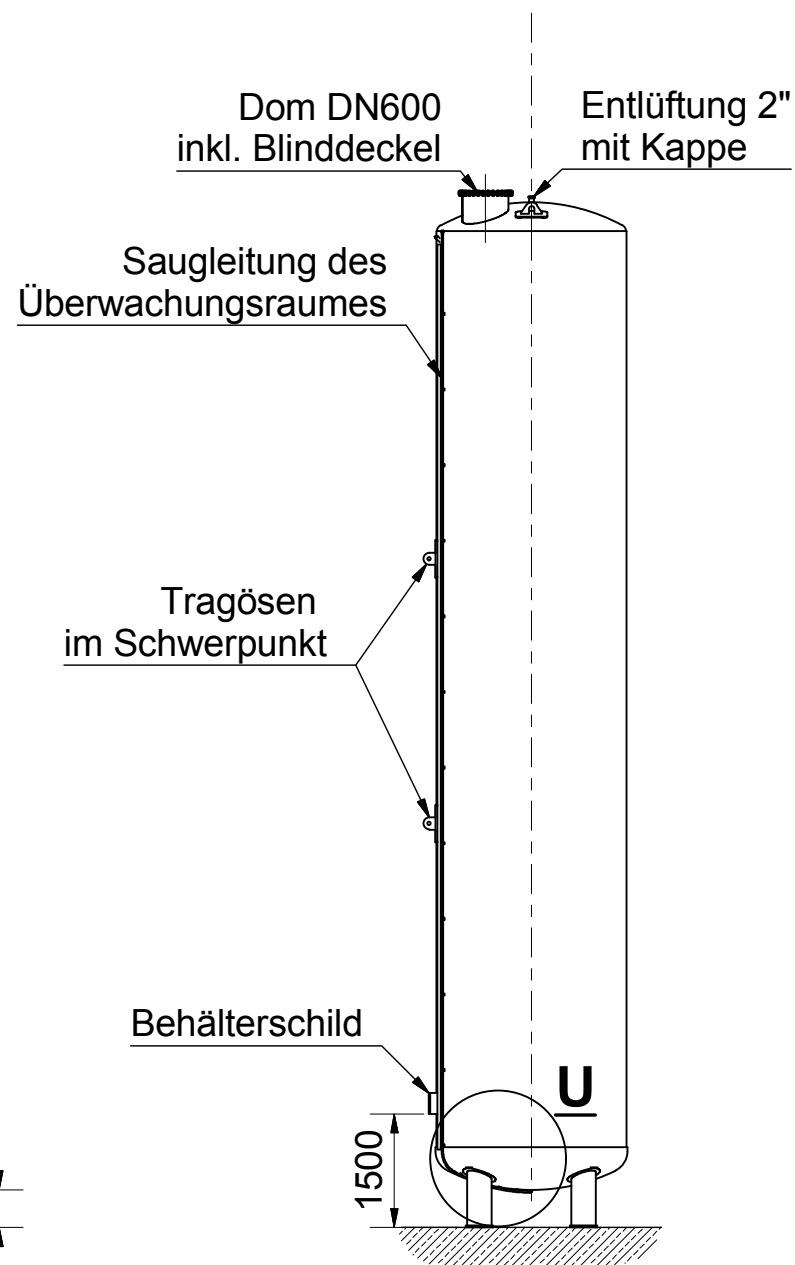 Dom DN600
inkl. Blinddeckel
Entlüftung 2"
mit Kappe
Saugleitung des
Überwachungsraumes
Tragösen
im Schwerpunkt
Behälterschild
U
1500